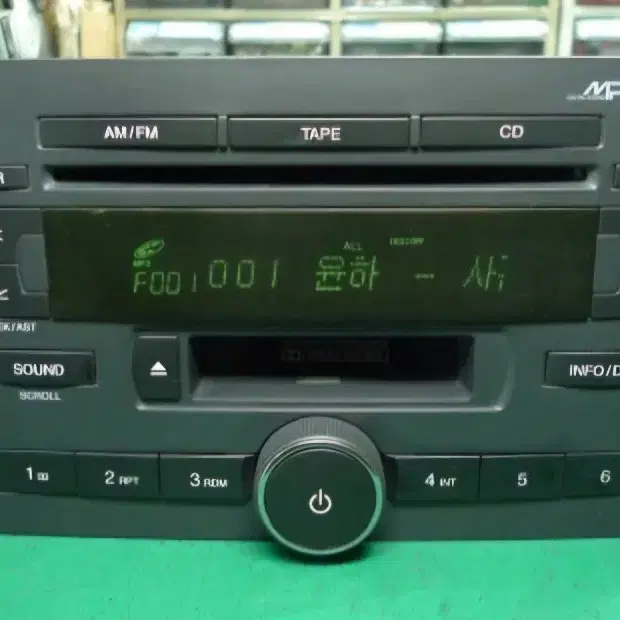 MP
AM/FM TAPE CD
R
ALL
MP3
F001 001 윤하 - 사
SOUND INFO/D
SCROLL
1 2 RPT 3 RDM 4 INT 5 6